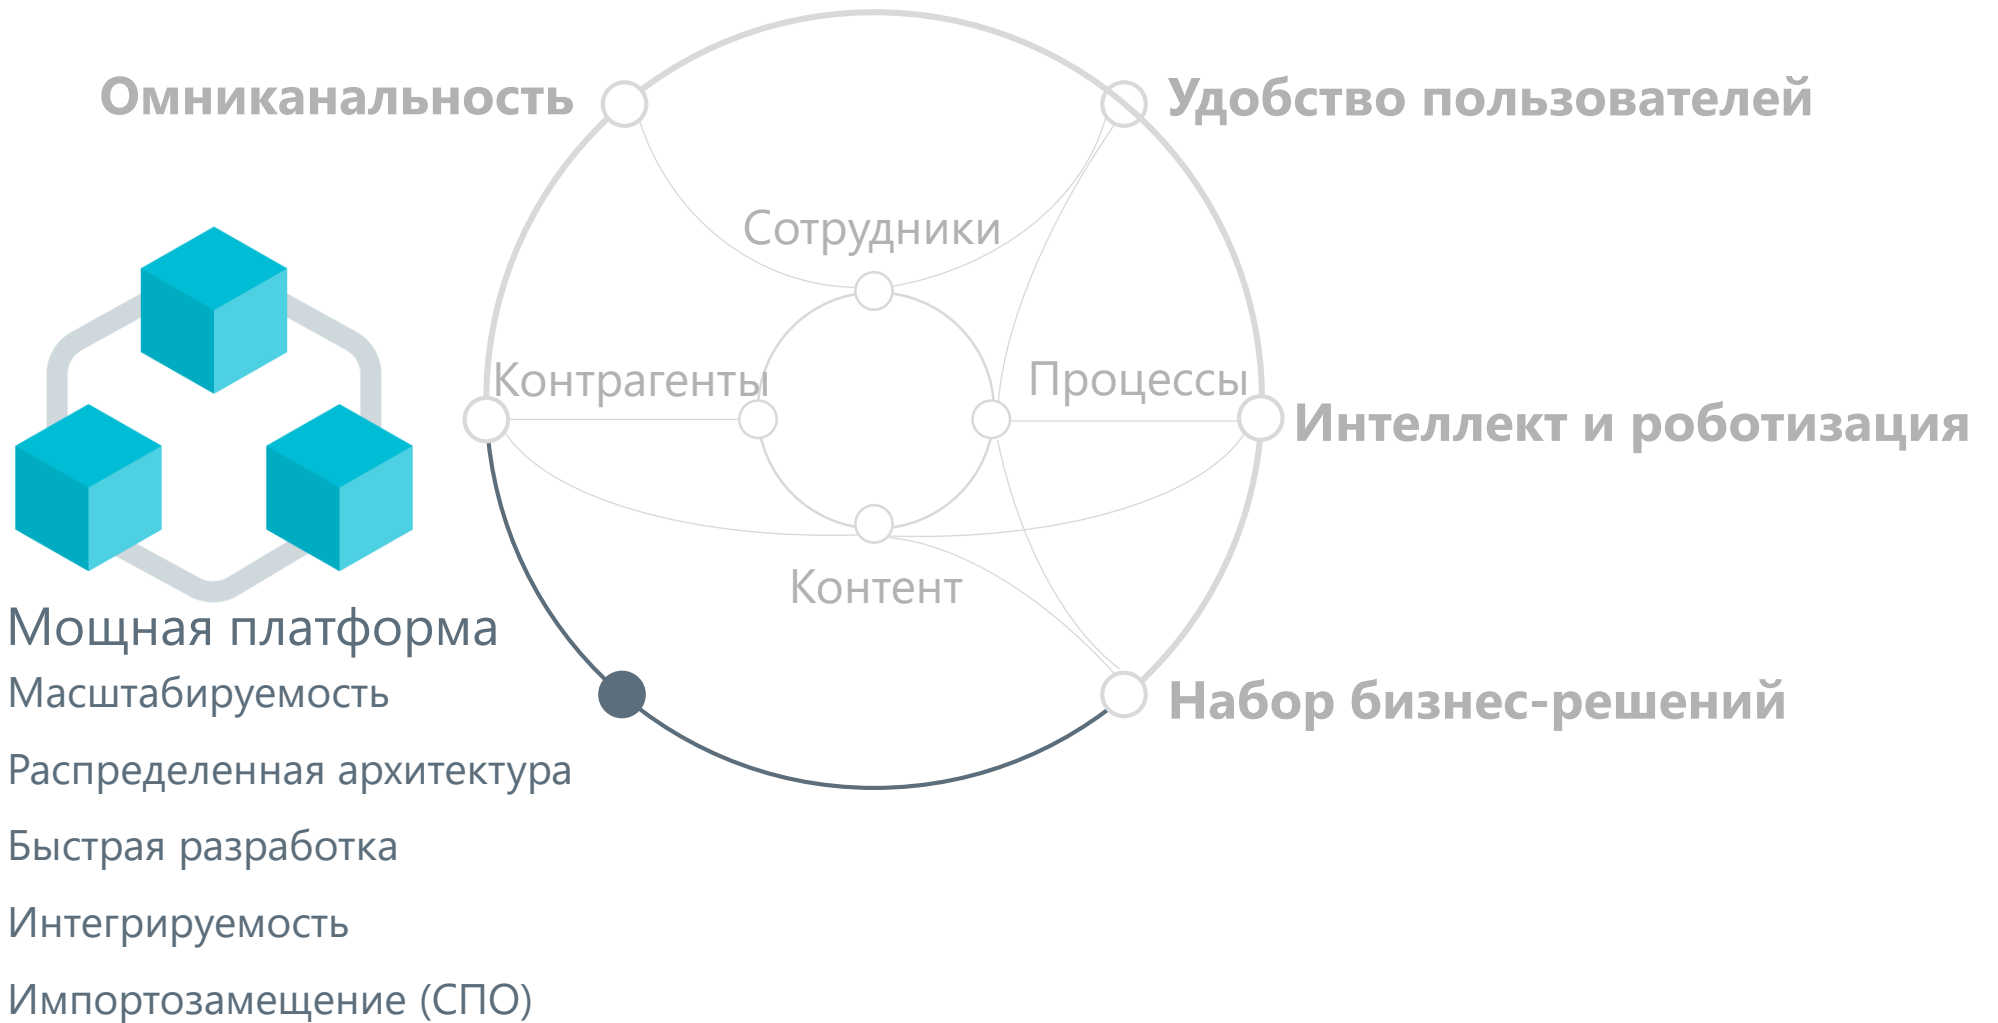 Омниканальность
Удобство пользователей
Сотрудники
Контрагенты
Процессы
Интеллект и роботизация
Контент
Мощная платформа
Масштабируемость
Набор бизнес-решений
Распределенная архитектура
Быстрая разработка
Интегрируемость
Импортозамещение (СПО)